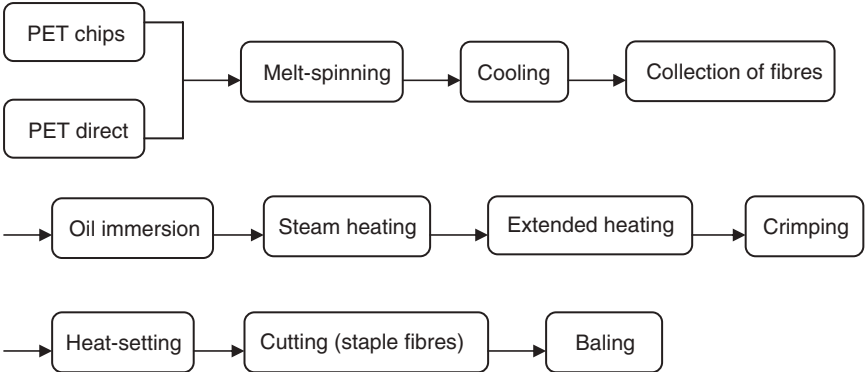 PET chips
PET direct
Melt-spinning
Cooling
Collection of fibres
Oil immersion
Steam heating
Extended heating
Crimping
Heat-setting
Cutting (staple fibres)
Baling